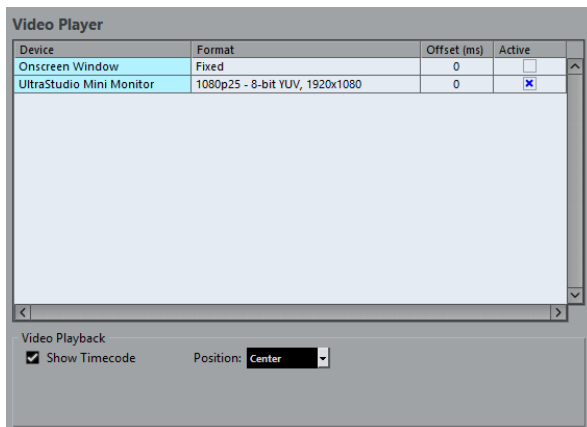 Video Player
Device Format Offset (ms) Active
Onscreen Window Fixed 0
UltraStudio Mini Monitor 1080p25 - 8-bit YUV, 1920x1080 0
Video Playback
Show Timecode Position: Center